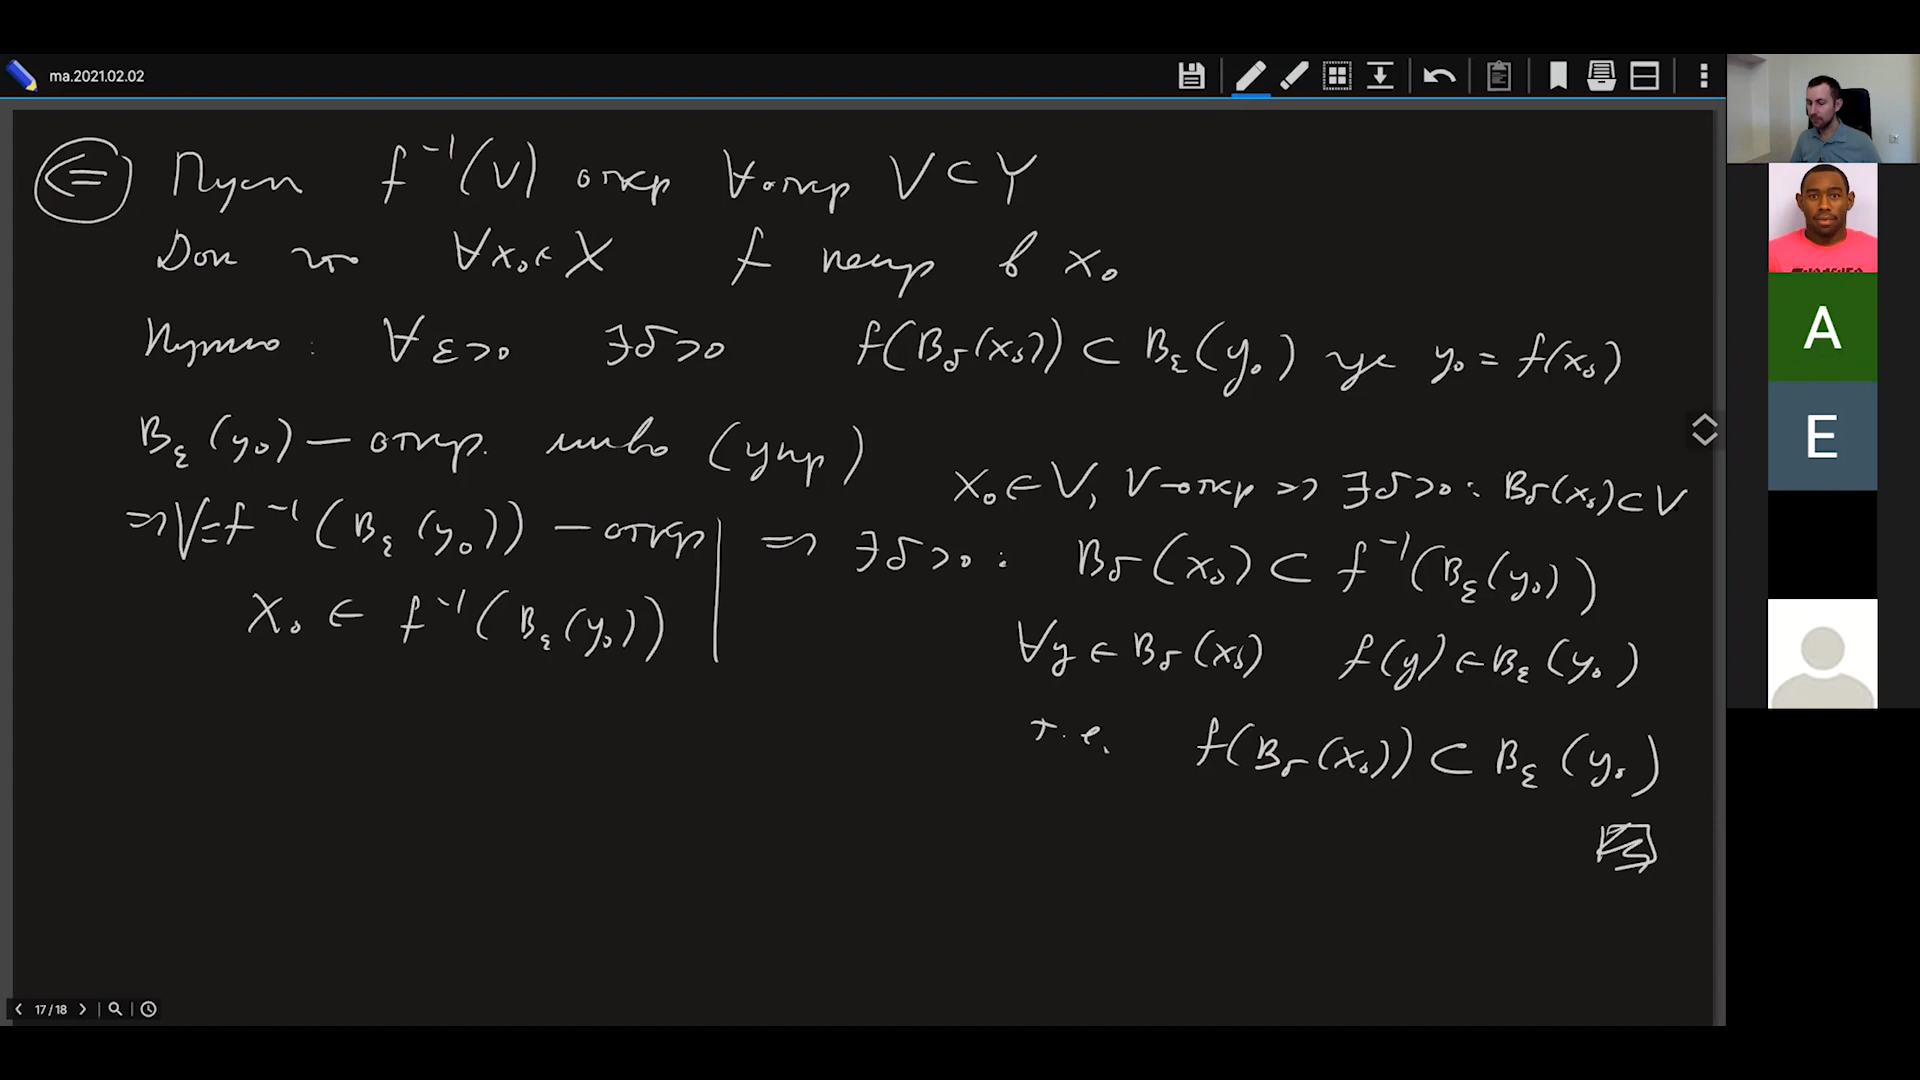 ma.2021.02.02
⇐ Пусть f⁻¹(V) откр ∀ откр V ⊂ Y
Док что ∀x₀ ∈ X f непр в x₀
Нужно: ∀ε>0 ∃δ>0 f(B_δ(x₀)) ⊂ B_ε(y₀) где y₀ = f(x₀)
B_ε(y₀) — откр. мн-во (упр)
x₀ ∈ V, V-откр ⇒ ∃δ>0: B_δ(x₀) ⊂ V
⇒ V = f⁻¹(B_ε(y₀)) — откр ⇒ ∃δ>0: B_δ(x₀) ⊂ f⁻¹(B_ε(y₀))
x₀ ∈ f⁻¹(B_ε(y₀))
∀y ∈ B_δ(x₀) f(y) ∈ B_ε(y₀)
т.е. f(B_δ(x₀)) ⊂ B_ε(y₀)
17/18
A
E